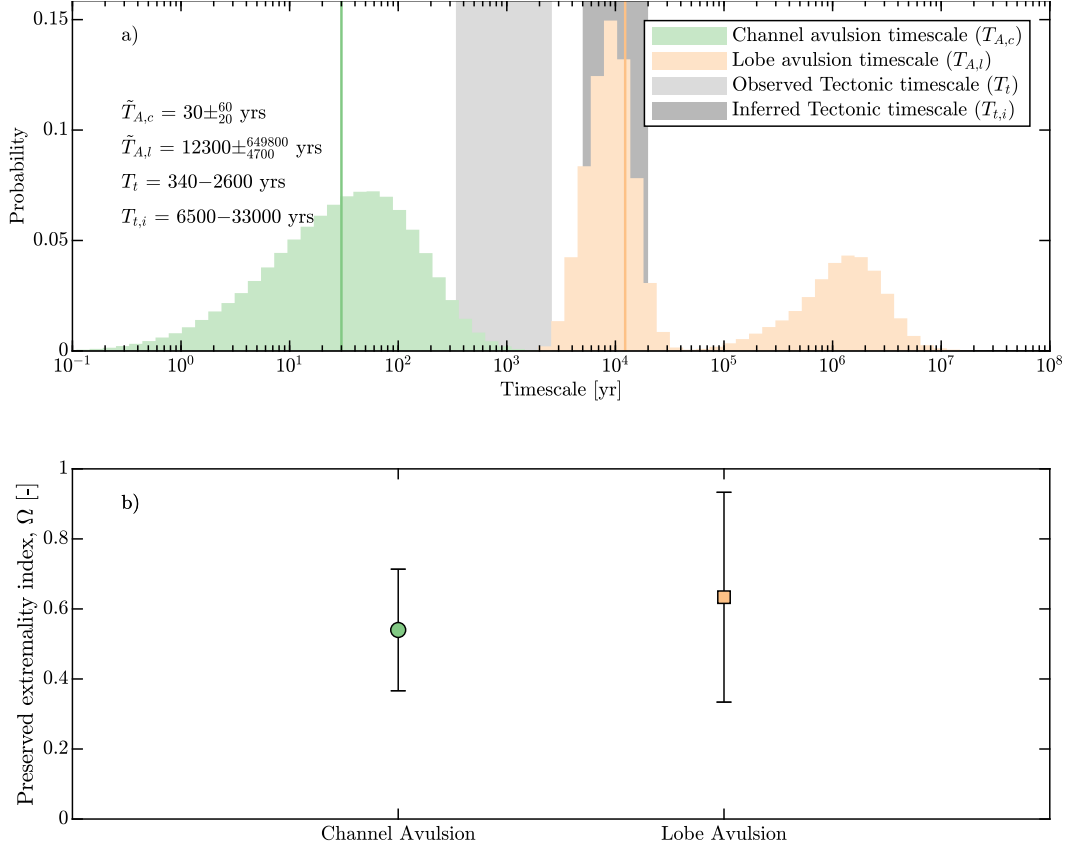 a)
Channel avulsion timescale (T_{A,c})
Lobe avulsion timescale (T_{A,l})
Observed Tectonic timescale (T_t)
Inferred Tectonic timescale (T_{t,i})
T̃_{A,c} = 30±^{60}_{20} yrs
T̃_{A,l} = 12300±^{649800}_{4700} yrs
T_t = 340−2600 yrs
T_{t,i} = 6500−33000 yrs
Probability
0.15
0.1
0.05
0
10^{−1} 10^0 10^1 10^2 10^3 10^4 10^5 10^6 10^7 10^8
Timescale [yr]
b)
Preserved extremality index, Ω [-]
1
0.8
0.6
0.4
0.2
0
Channel Avulsion Lobe Avulsion